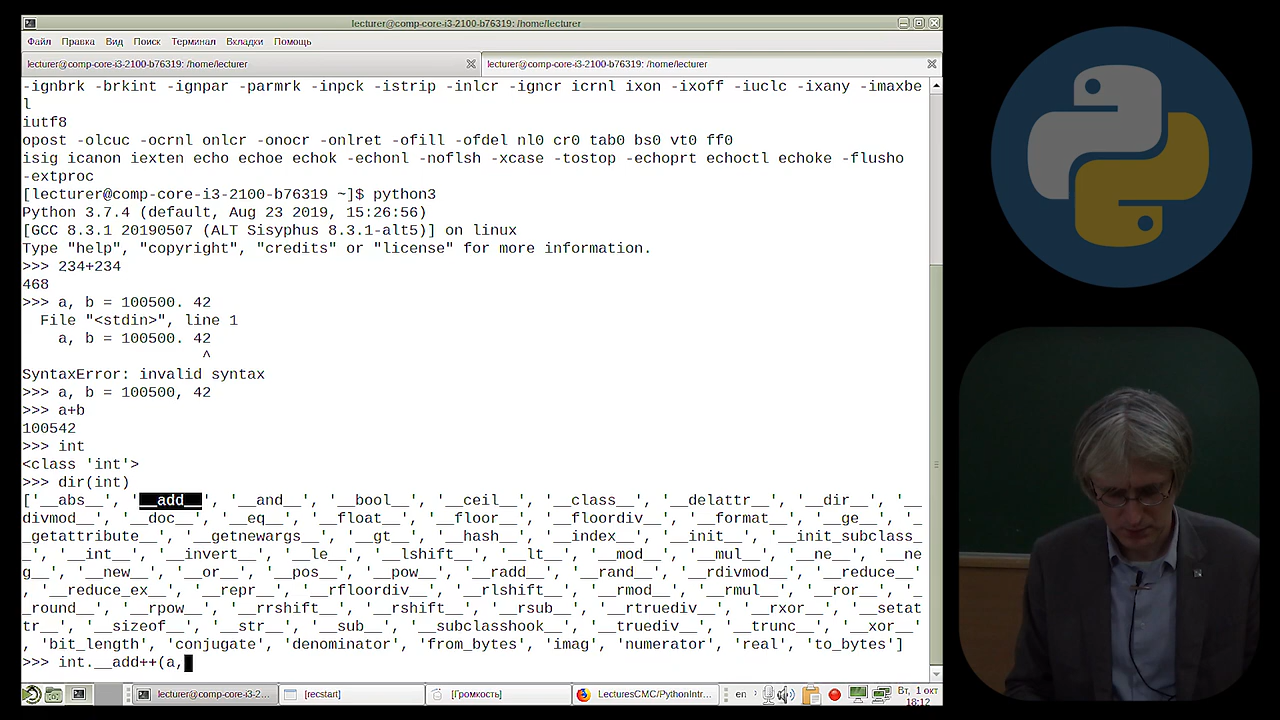 lecturer@comp-core-i3-2100-b76319: /home/lecturer
Файл Правка Вид Поиск Терминал Вкладки Помощь
lecturer@comp-core-i3-2100-b76319: /home/lecturer lecturer@comp-core-i3-2100-b76319: /home/lecturer
-ignbrk -brkint -ignpar -parmrk -inpck -istrip -inlcr -igncr icrnl ixon -ixoff -iuclc -ixany -imaxbe
l
iutf8
opost -olcuc -ocrnl onlcr -onocr -onlret -ofill -ofdel nl0 cr0 tab0 bs0 vt0 ff0
isig icanon iexten echo echoe echok -echonl -noflsh -xcase -tostop -echoprt echoctl echoke -flusho
-extproc
[lecturer@comp-core-i3-2100-b76319 ~]$ python3
Python 3.7.4 (default, Aug 23 2019, 15:26:56)
[GCC 8.3.1 20190507 (ALT Sisyphus 8.3.1-alt5)] on linux
Type "help", "copyright", "credits" or "license" for more information.
>>> 234+234
468
>>> a, b = 100500. 42
File "<stdin>", line 1
a, b = 100500. 42
^
SyntaxError: invalid syntax
>>> a, b = 100500, 42
>>> a+b
100542
>>> int
<class 'int'>
>>> dir(int)
['__abs__', '__add__', '__and__', '__bool__', '__ceil__', '__class__', '__delattr__', '__dir__', '__
divmod__', '__doc__', '__eq__', '__float__', '__floor__', '__floordiv__', '__format__', '__ge__', '_
_getattribute__', '__getnewargs__', '__gt__', '__hash__', '__index__', '__init__', '__init_subclass_
_', '__int__', '__invert__', '__le__', '__lshift__', '__lt__', '__mod__', '__mul__', '__ne__', '__ne
g__', '__new__', '__or__', '__pos__', '__pow__', '__radd__', '__rand__', '__rdivmod__', '__reduce__'
, '__reduce_ex__', '__repr__', '__rfloordiv__', '__rlshift__', '__rmod__', '__rmul__', '__ror__', '_
_round__', '__rpow__', '__rrshift__', '__rshift__', '__rsub__', '__rtruediv__', '__rxor__', '__setat
tr__', '__sizeof__', '__str__', '__sub__', '__subclasshook__', '__truediv__', '__trunc__', '__xor__'
, 'bit_length', 'conjugate', 'denominator', 'from_bytes', 'imag', 'numerator', 'real', 'to_bytes']
>>> int.__add++(a,
lecturer@comp-core-i3-2... [recstart] [Громкость] LecturesCMC/PythonIntr... en Вт, 1 окт
18:12